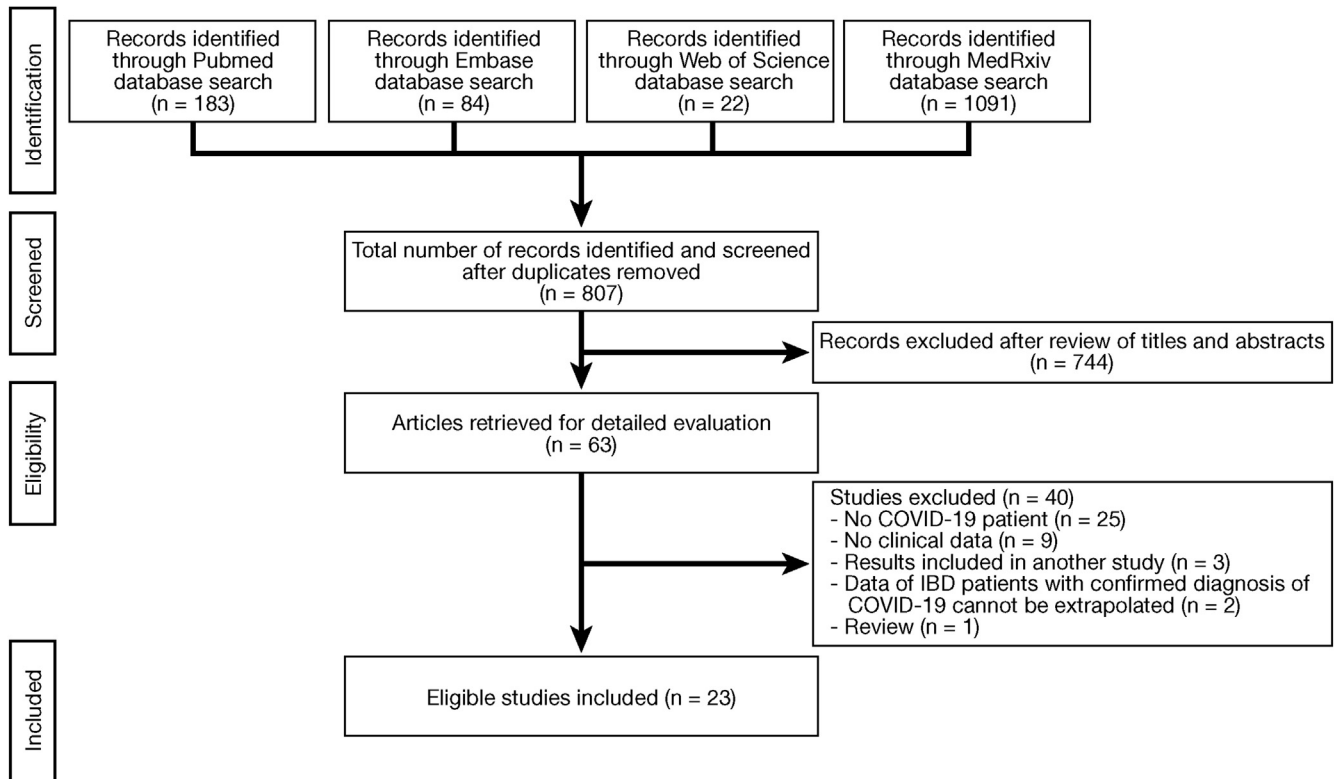 Identification
Records identified
through Pubmed
database search
(n = 183)
Records identified
through Embase
database search
(n = 84)
Records identified
through Web of Science
database search
(n = 22)
Records identified
through MedRxiv
database search
(n = 1091)
Screened
Total number of records identified and screened
after duplicates removed
(n = 807)
Records excluded after review of titles and abstracts
(n = 744)
Eligibility
Articles retrieved for detailed evaluation
(n = 63)
Studies excluded (n = 40)
- No COVID-19 patient (n = 25)
- No clinical data (n = 9)
- Results included in another study (n = 3)
- Data of IBD patients with confirmed diagnosis of
COVID-19 cannot be extrapolated (n = 2)
- Review (n = 1)
Included
Eligible studies included (n = 23)